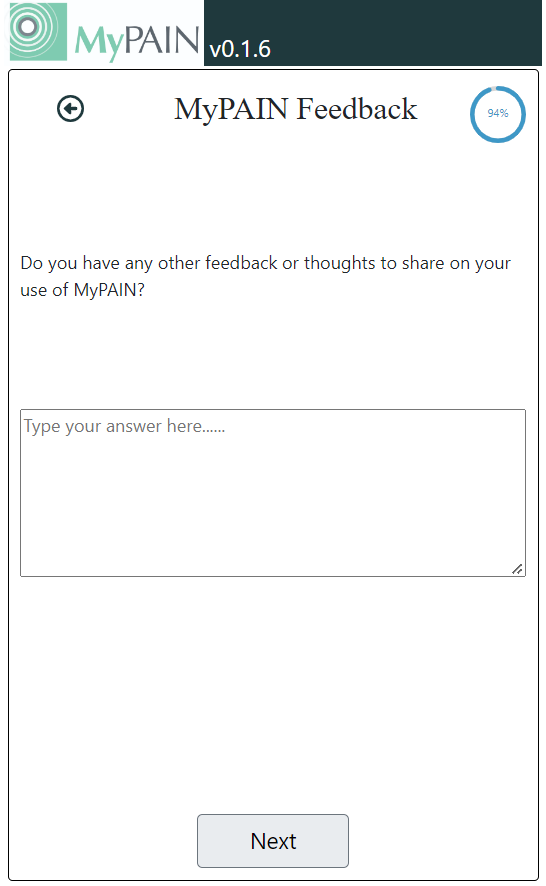 MyPAIN v0.1.6
MyPAIN Feedback
94%
Do you have any other feedback or thoughts to share on your
use of MyPAIN?
Type your answer here......
Next